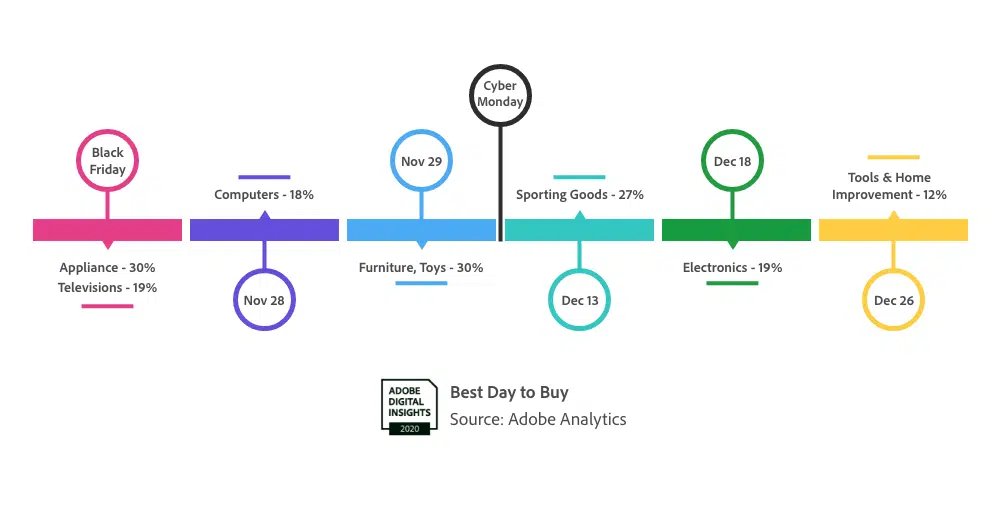 Black
Friday
Appliance - 30%
Televisions - 19%
Computers - 18%
Nov 28
Nov 29
Furniture, Toys - 30%
Cyber
Monday
Sporting Goods - 27%
Dec 13
Dec 18
Electronics - 19%
Tools & Home
Improvement - 12%
Dec 26
ADOBE
DIGITAL
INSIGHTS
2020
Best Day to Buy
Source: Adobe Analytics